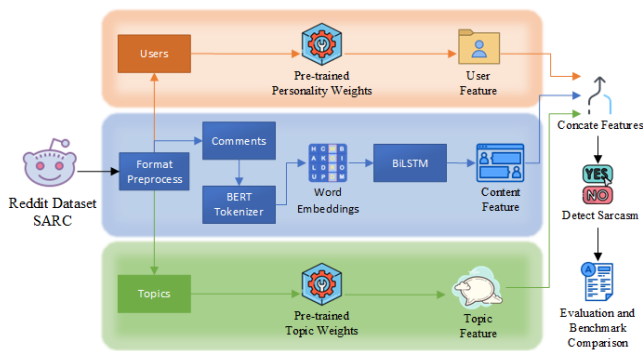 Users
Pre-trained
Personality Weights
User
Feature
Reddit Dataset
SARC
Format
Preprocess
Comments
BERT
Tokenizer
Word
Embeddings
BiLSTM
Content
Feature
Topics
Pre-trained
Topic Weights
Topic
Feature
Concate Features
YES
NO
Detect Sarcasm
A
Evaluation and
Benchmark
Comparison